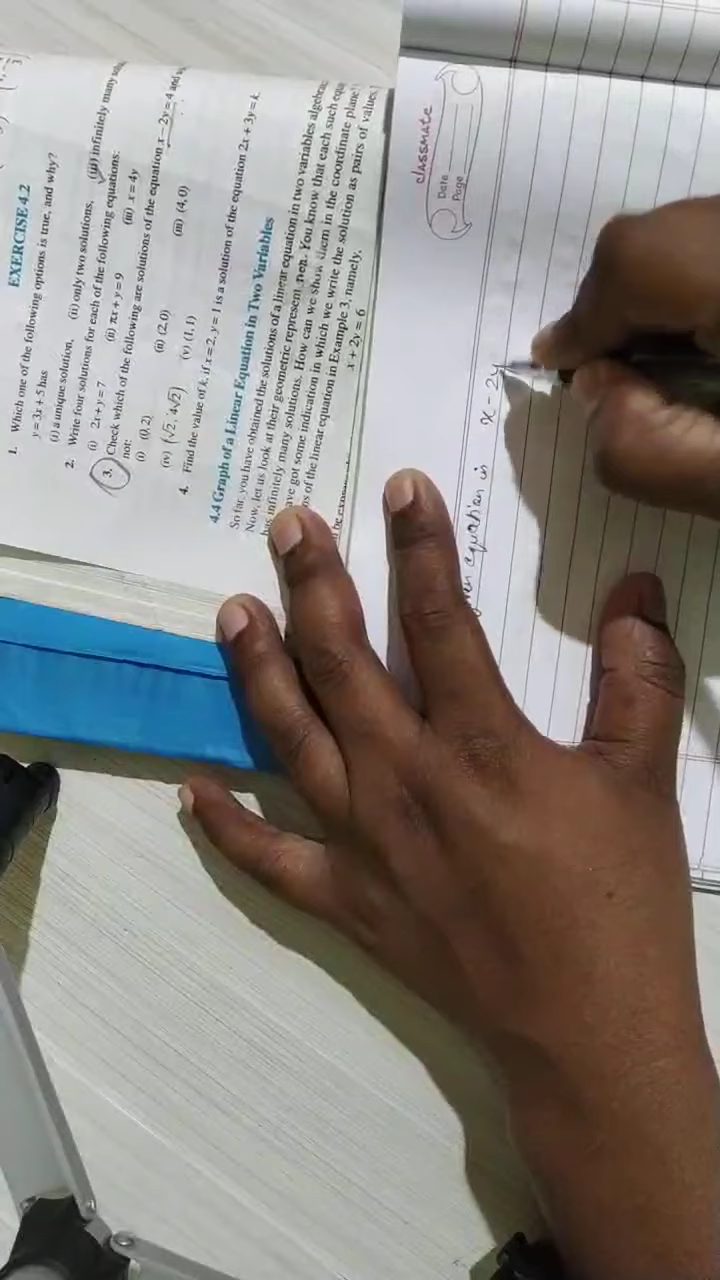 EXERCISE 4.2
1. Which one of the following options is true, and why?
y = 3x + 5 has
(i) a unique solution, (ii) only two solutions, (iii) infinitely many
2. Write four solutions for each of the following equations:
(i) 2x + y = 7 (ii) πx + y = 9 (iii) x = 4y
3. Check which of the following are solutions of the equation x – 2y = 4 and
not:
(i) (0, 2) (ii) (2, 0) (iii) (4, 0)
(iv) (√2, 4√2) (v) (1, 1)
4. Find the value of k, if x = 2, y = 1 is a solution of the equation 2x + 3y = k.
4.4 Graph of a Linear Equation in Two Variables
So far, you have obtained the solutions of a linear equation in two variables
Now, let us look at their geometric You know that each such
infinitely many solutions. How can we show them in the coordinate plane
got some indication in which we write the solution as pairs of values.
of the linear equation in Example 3, namely,
x + 2y = 6
classmate
Date
Page
equation is x - 2y